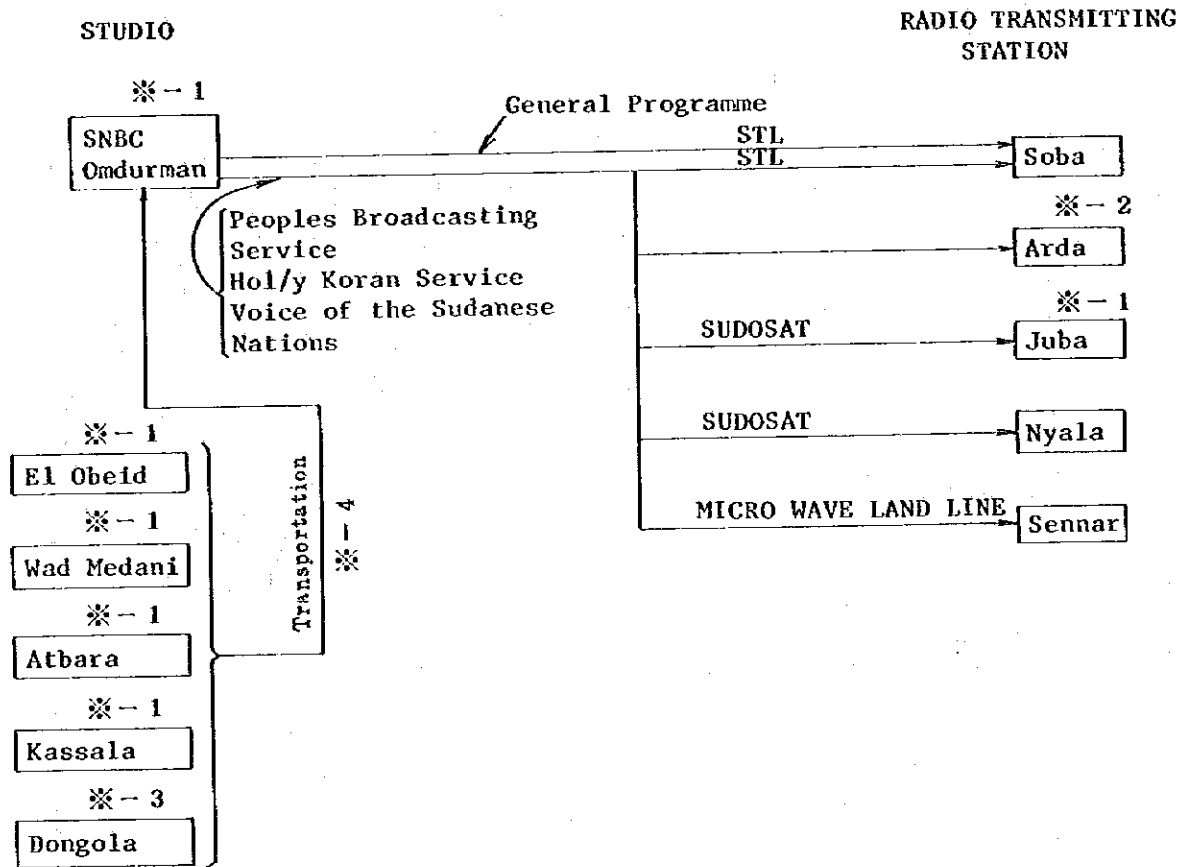 STUDIO
RADIO TRANSMITTING
STATION
※-1
General Programme
SNBC
Omdurman
STL
STL
Soba
Peoples Broadcasting
Service
Hol/y Koran Service
Voice of the Sudanese
Nations
※-2
Arda
※-1
SUDOSAT
Juba
SUDOSAT
Nyala
MICRO WAVE LAND LINE
Sennar
※-1
El Obeid
※-1
Wad Medani
※-1
Atbara
※-1
Kassala
※-3
Dongola
Transportation
※-4